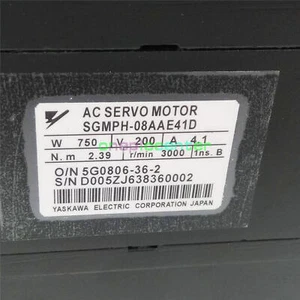 AC SERVO MOTOR
SGMPH-08AAE41D
W 750 V 200 A 4.1
N.m 2.39 r/min 3000 1ns. B
O/N 5G0806-36-2
S/N D005ZJ638360002
YASKAWA ELECTRIC CORPORATION JAPAN